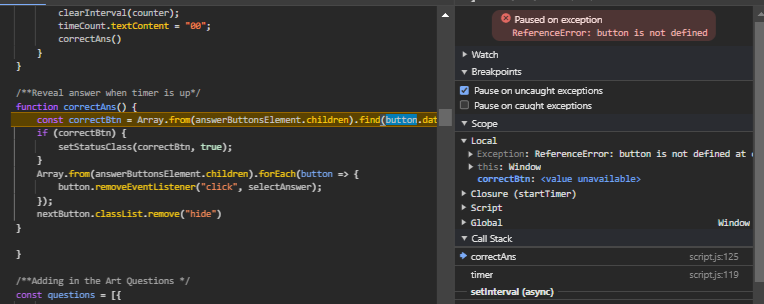 clearInterval(counter);
timeCount.textContent = "00";
correctAns()
}
}
/**Reveal answer when timer is up*/
function correctAns() {
const correctBtn = Array.from(answerButtonsElement.children).find(button.dat
if (correctBtn) {
setStatusClass(correctBtn, true);
}
Array.from(answerButtonsElement.children).forEach(button => {
button.removeEventListener("click", selectAnswer);
});
nextButton.classList.remove("hide")
}
}
/**Adding in the Art Questions */
const questions = [{
Paused on exception
ReferenceError: button is not defined
Watch
Breakpoints
Pause on uncaught exceptions
Pause on caught exceptions
Scope
Local
Exception: ReferenceError: button is not defined at
this: Window
correctBtn: <value unavailable>
Closure (startTimer)
Script
Global Window
Call Stack
correctAns script.js:125
timer script.js:119
setInterval (async)